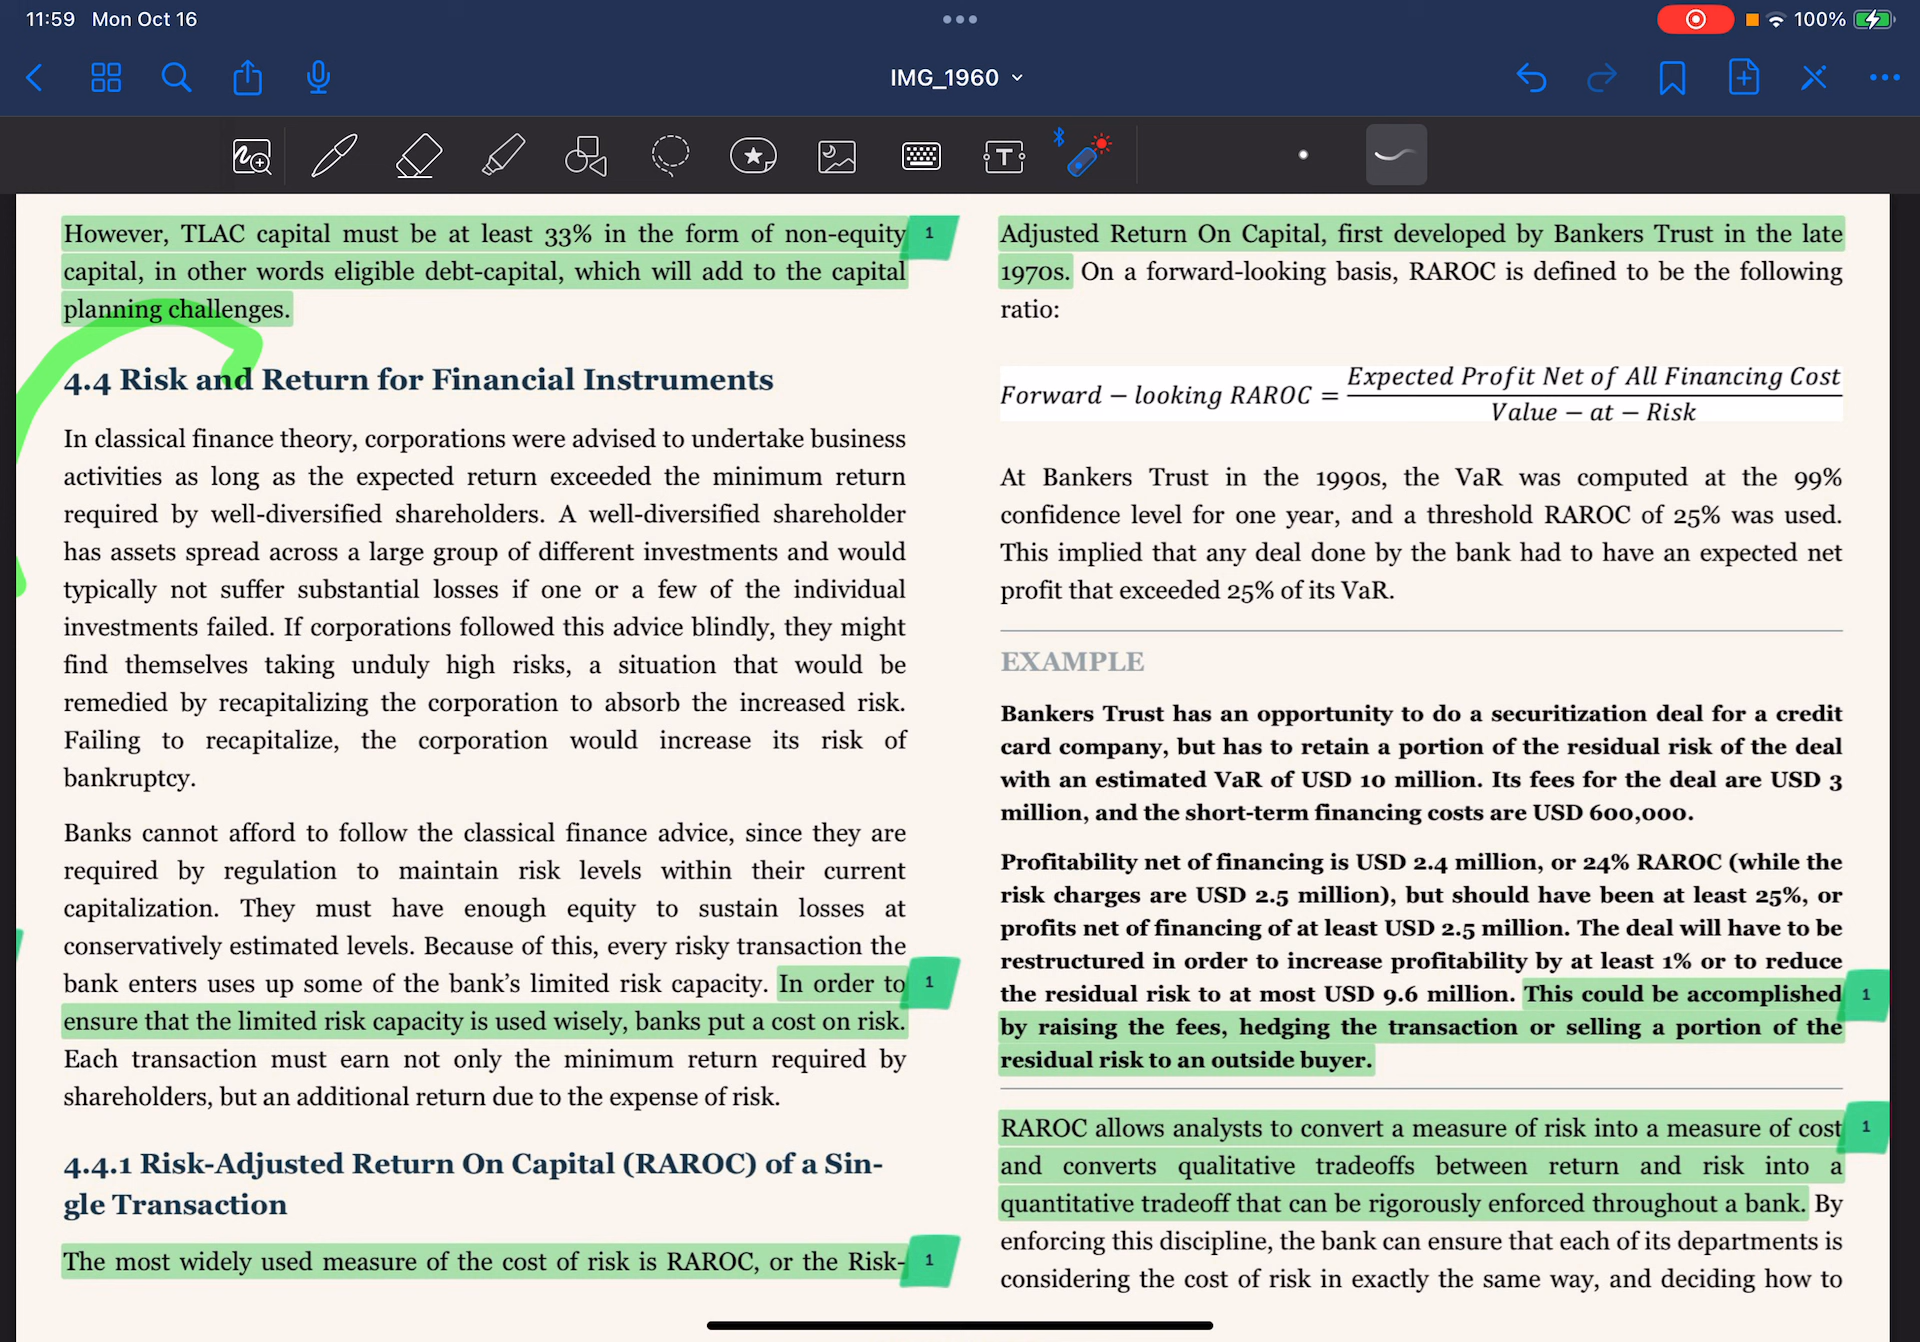 11:59 Mon Oct 16
100%
IMG_1960
T
However, TLAC capital must be at least 33% in the form of non-equity
capital, in other words eligible debt-capital, which will add to the capital
planning challenges.
1
4.4 Risk and Return for Financial Instruments
In classical finance theory, corporations were advised to undertake business
activities as long as the expected return exceeded the minimum return
required by well-diversified shareholders. A well-diversified shareholder
has assets spread across a large group of different investments and would
typically not suffer substantial losses if one or a few of the individual
investments failed. If corporations followed this advice blindly, they might
find themselves taking unduly high risks, a situation that would be
remedied by recapitalizing the corporation to absorb the increased risk.
Failing to recapitalize, the corporation would increase its risk of
bankruptcy.
Banks cannot afford to follow the classical finance advice, since they are
required by regulation to maintain risk levels within their current
capitalization. They must have enough equity to sustain losses at
conservatively estimated levels. Because of this, every risky transaction the
bank enters uses up some of the bank's limited risk capacity. In order to
ensure that the limited risk capacity is used wisely, banks put a cost on risk.
Each transaction must earn not only the minimum return required by
shareholders, but an additional return due to the expense of risk.
1
4.4.1 Risk-Adjusted Return On Capital (RAROC) of a Sin-
gle Transaction
The most widely used measure of the cost of risk is RAROC, or the Risk-
1
Adjusted Return On Capital, first developed by Bankers Trust in the late
1970s. On a forward-looking basis, RAROC is defined to be the following
ratio:
Forward – looking RAROC = Expected Profit Net of All Financing Cost
Value – at – Risk
At Bankers Trust in the 1990s, the VaR was computed at the 99%
confidence level for one year, and a threshold RAROC of 25% was used.
This implied that any deal done by the bank had to have an expected net
profit that exceeded 25% of its VaR.
EXAMPLE
Bankers Trust has an opportunity to do a securitization deal for a credit
card company, but has to retain a portion of the residual risk of the deal
with an estimated VaR of USD 10 million. Its fees for the deal are USD 3
million, and the short-term financing costs are USD 600,000.
Profitability net of financing is USD 2.4 million, or 24% RAROC (while the
risk charges are USD 2.5 million), but should have been at least 25%, or
profits net of financing of at least USD 2.5 million. The deal will have to be
restructured in order to increase profitability by at least 1% or to reduce
the residual risk to at most USD 9.6 million. This could be accomplished
by raising the fees, hedging the transaction or selling a portion of the
residual risk to an outside buyer.
1
RAROC allows analysts to convert a measure of risk into a measure of cost
and converts qualitative tradeoffs between return and risk into a
quantitative tradeoff that can be rigorously enforced throughout a bank. By
enforcing this discipline, the bank can ensure that each of its departments is
considering the cost of risk in exactly the same way, and deciding how to
1